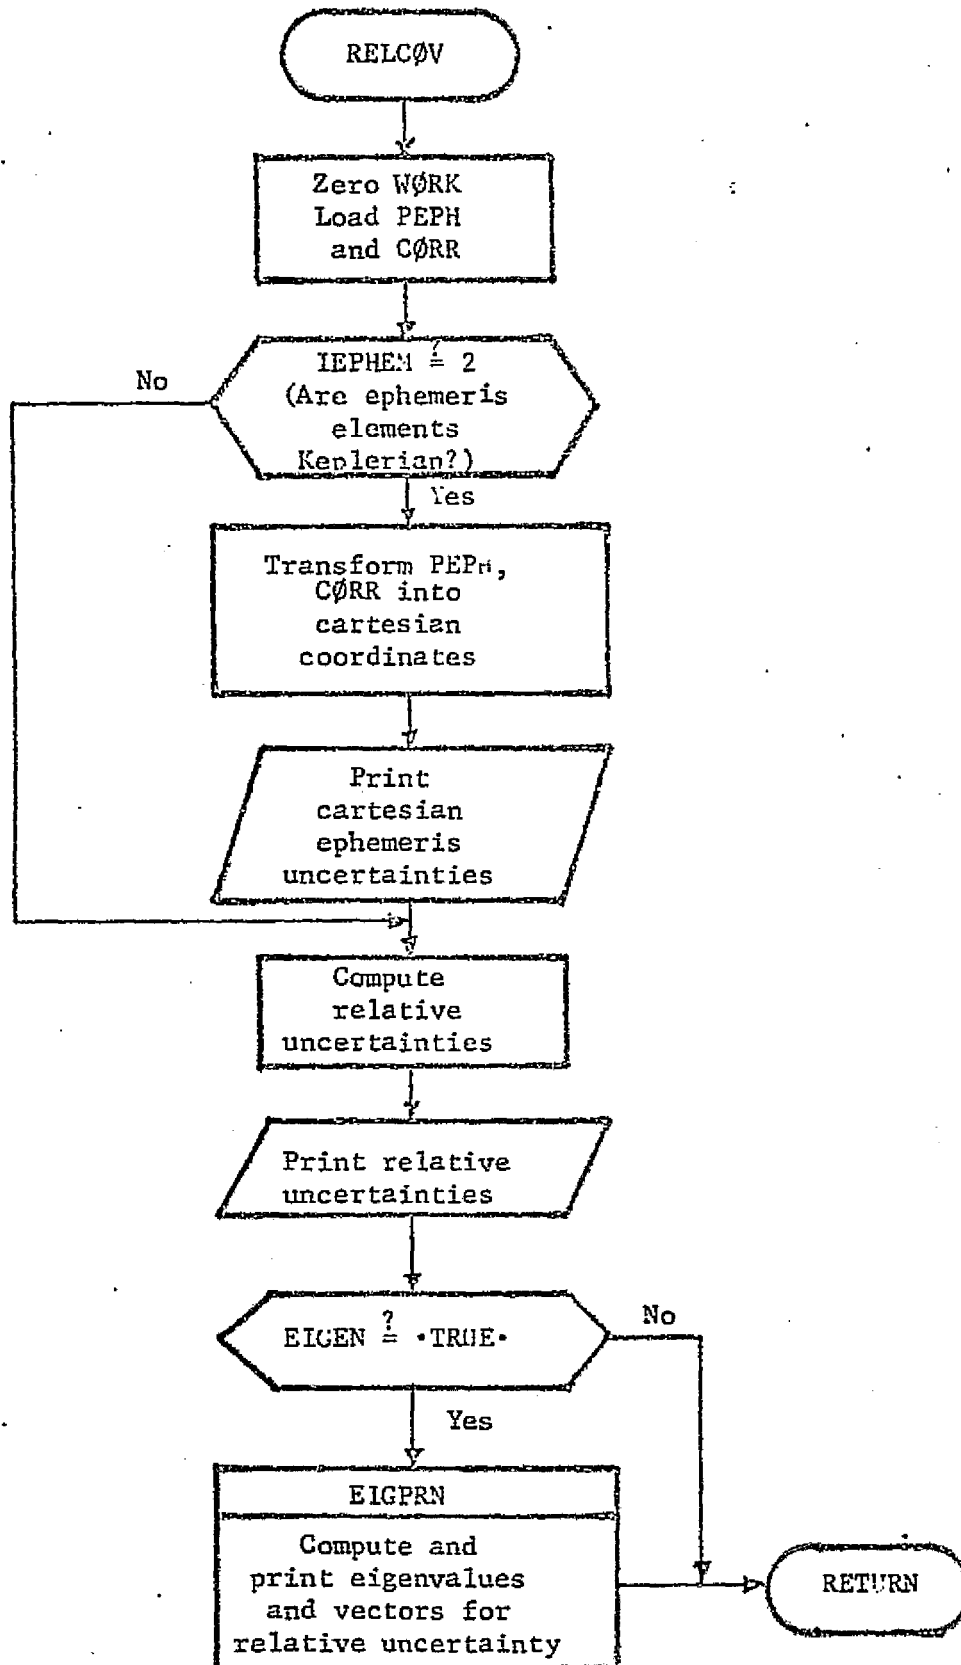 RELCØV
Zero WØRK
Load PEPH
and CØRR
IEPHEM ≟ 2
(Are ephemeris
elements
Keplerian?)
No
Yes
Transform PEPH,
CØRR into
cartesian
coordinates
Print
cartesian
ephemeris
uncertainties
Compute
relative
uncertainties
Print relative
uncertainties
EIGEN ≟ .TRUE.
No
Yes
EIGPRN
Compute and
print eigenvalues
and vectors for
relative uncertainty
RETURN